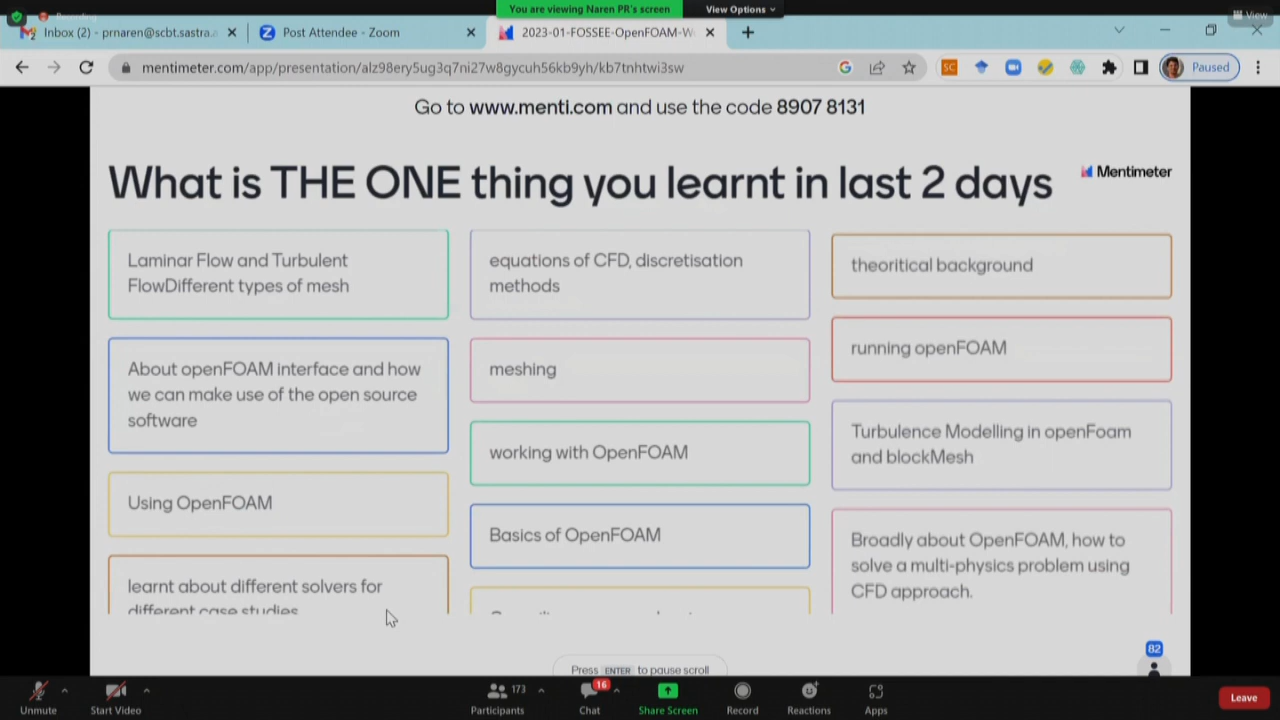 Recording
You are viewing Naren PR's screen
View Options
View
Inbox (2) - prnaren@scbt.sastra.
Post Attendee - Zoom
2023-01-FOSSEE-OpenFOAM-W
mentimeter.com/app/presentation/alz98ery5ug3q7ni27w8gycuh56kb9yh/kb7tnhtwi3sw
SC
Paused
Go to www.menti.com and use the code 8907 8131
What is THE ONE thing you learnt in last 2 days
Mentimeter
Laminar Flow and Turbulent
FlowDifferent types of mesh
About openFOAM interface and how
we can make use of the open source
software
Using OpenFOAM
learnt about different solvers for
different case studies
equations of CFD, discretisation
methods
meshing
working with OpenFOAM
Basics of OpenFOAM
theoritical background
running openFOAM
Turbulence Modelling in openFoam
and blockMesh
Broadly about OpenFOAM, how to
solve a multi-physics problem using
CFD approach.
82
Press ENTER to pause scroll
Unmute
Start Video
Participants
173
Chat
16
Share Screen
Record
Reactions
Apps
Leave